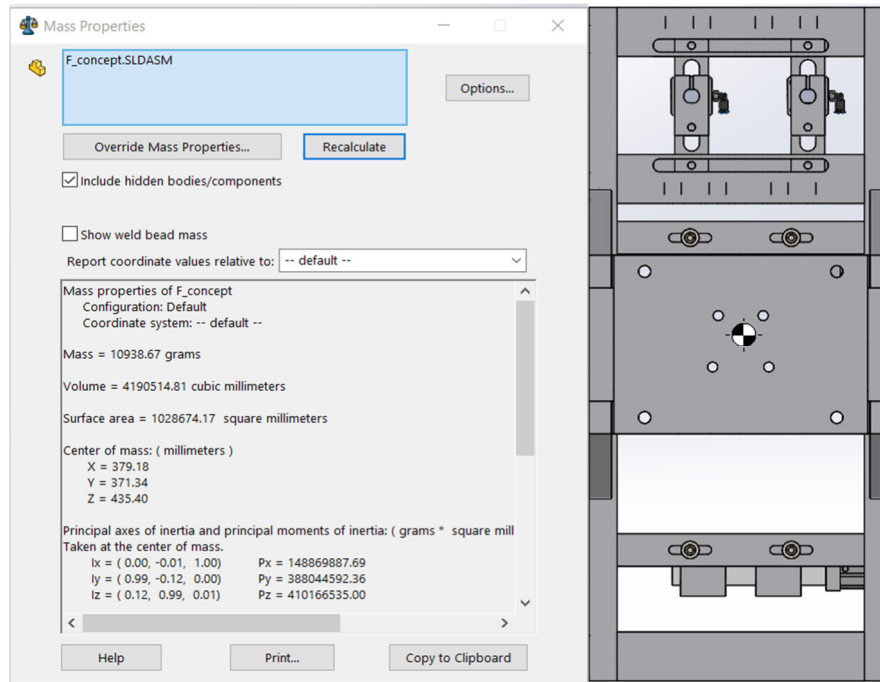 Mass Properties
F_concept.SLDASM
Options...
Override Mass Properties...
Recalculate
Include hidden bodies/components
Show weld bead mass
Report coordinate values relative to: -- default --
Mass properties of F_concept
Configuration: Default
Coordinate system: -- default --
Mass = 10938.67 grams
Volume = 4190514.81 cubic millimeters
Surface area = 1028674.17 square millimeters
Center of mass: ( millimeters )
X = 379.18
Y = 371.34
Z = 435.40
Principal axes of inertia and principal moments of inertia: ( grams * square mill
Taken at the center of mass.
Ix = ( 0.00, -0.01, 1.00) Px = 148869887.69
Iy = ( 0.99, -0.12, 0.00) Py = 388044592.36
Iz = ( 0.12, 0.99, 0.01) Pz = 410166535.00
Help
Print...
Copy to Clipboard